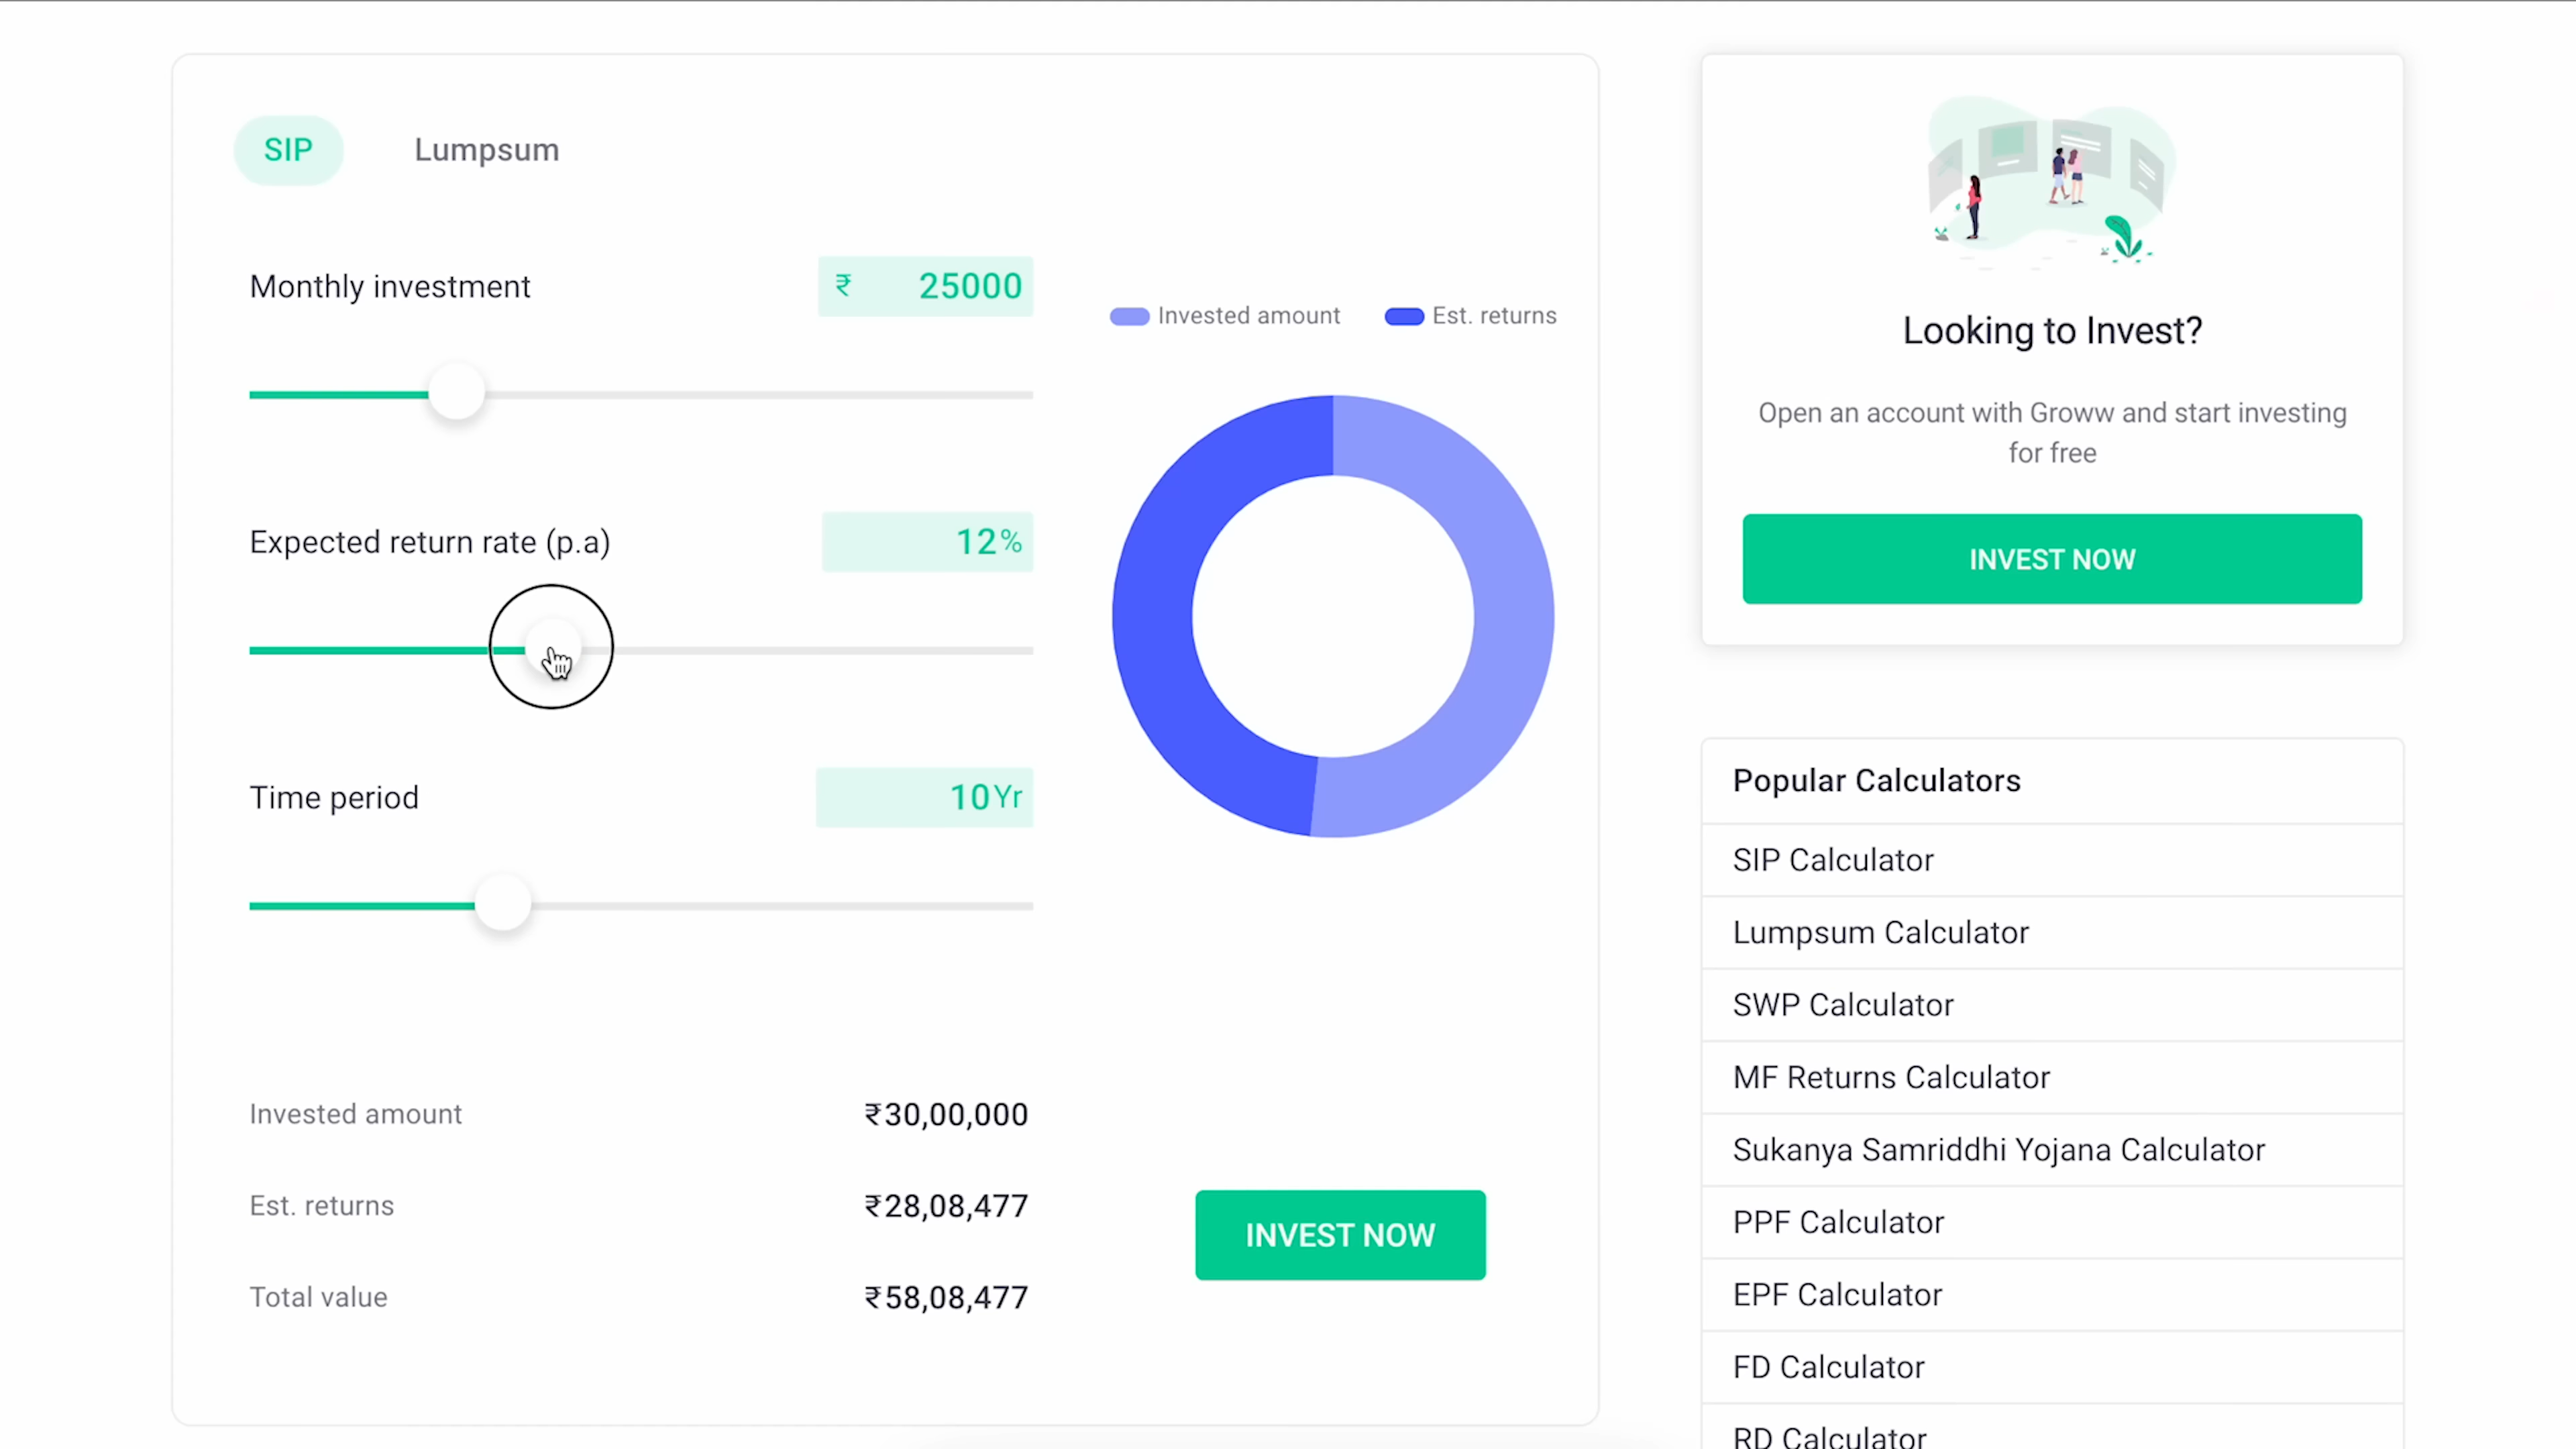 SIP
Lumpsum
Monthly investment
₹ 25000
Expected return rate (p.a)
12%
Time period
10Yr
Invested amount
₹30,00,000
Est. returns
₹28,08,477
Total value
₹58,08,477
Invested amount
Est. returns
INVEST NOW
Looking to Invest?
Open an account with Groww and start investing
for free
INVEST NOW
Popular Calculators
SIP Calculator
Lumpsum Calculator
SWP Calculator
MF Returns Calculator
Sukanya Samriddhi Yojana Calculator
PPF Calculator
EPF Calculator
FD Calculator
RD Calculator